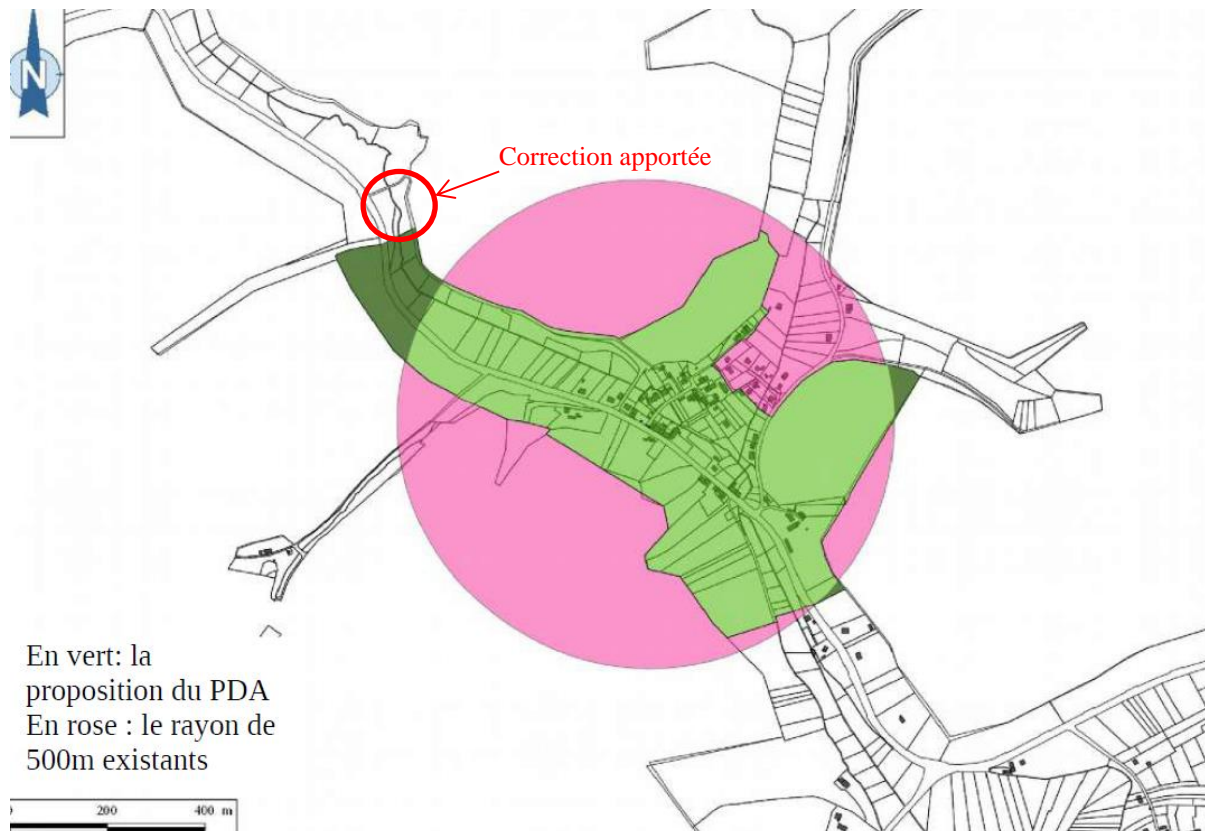 N
Correction apportée
En vert: la
proposition du PDA
En rose : le rayon de
500m existants
200 400 m